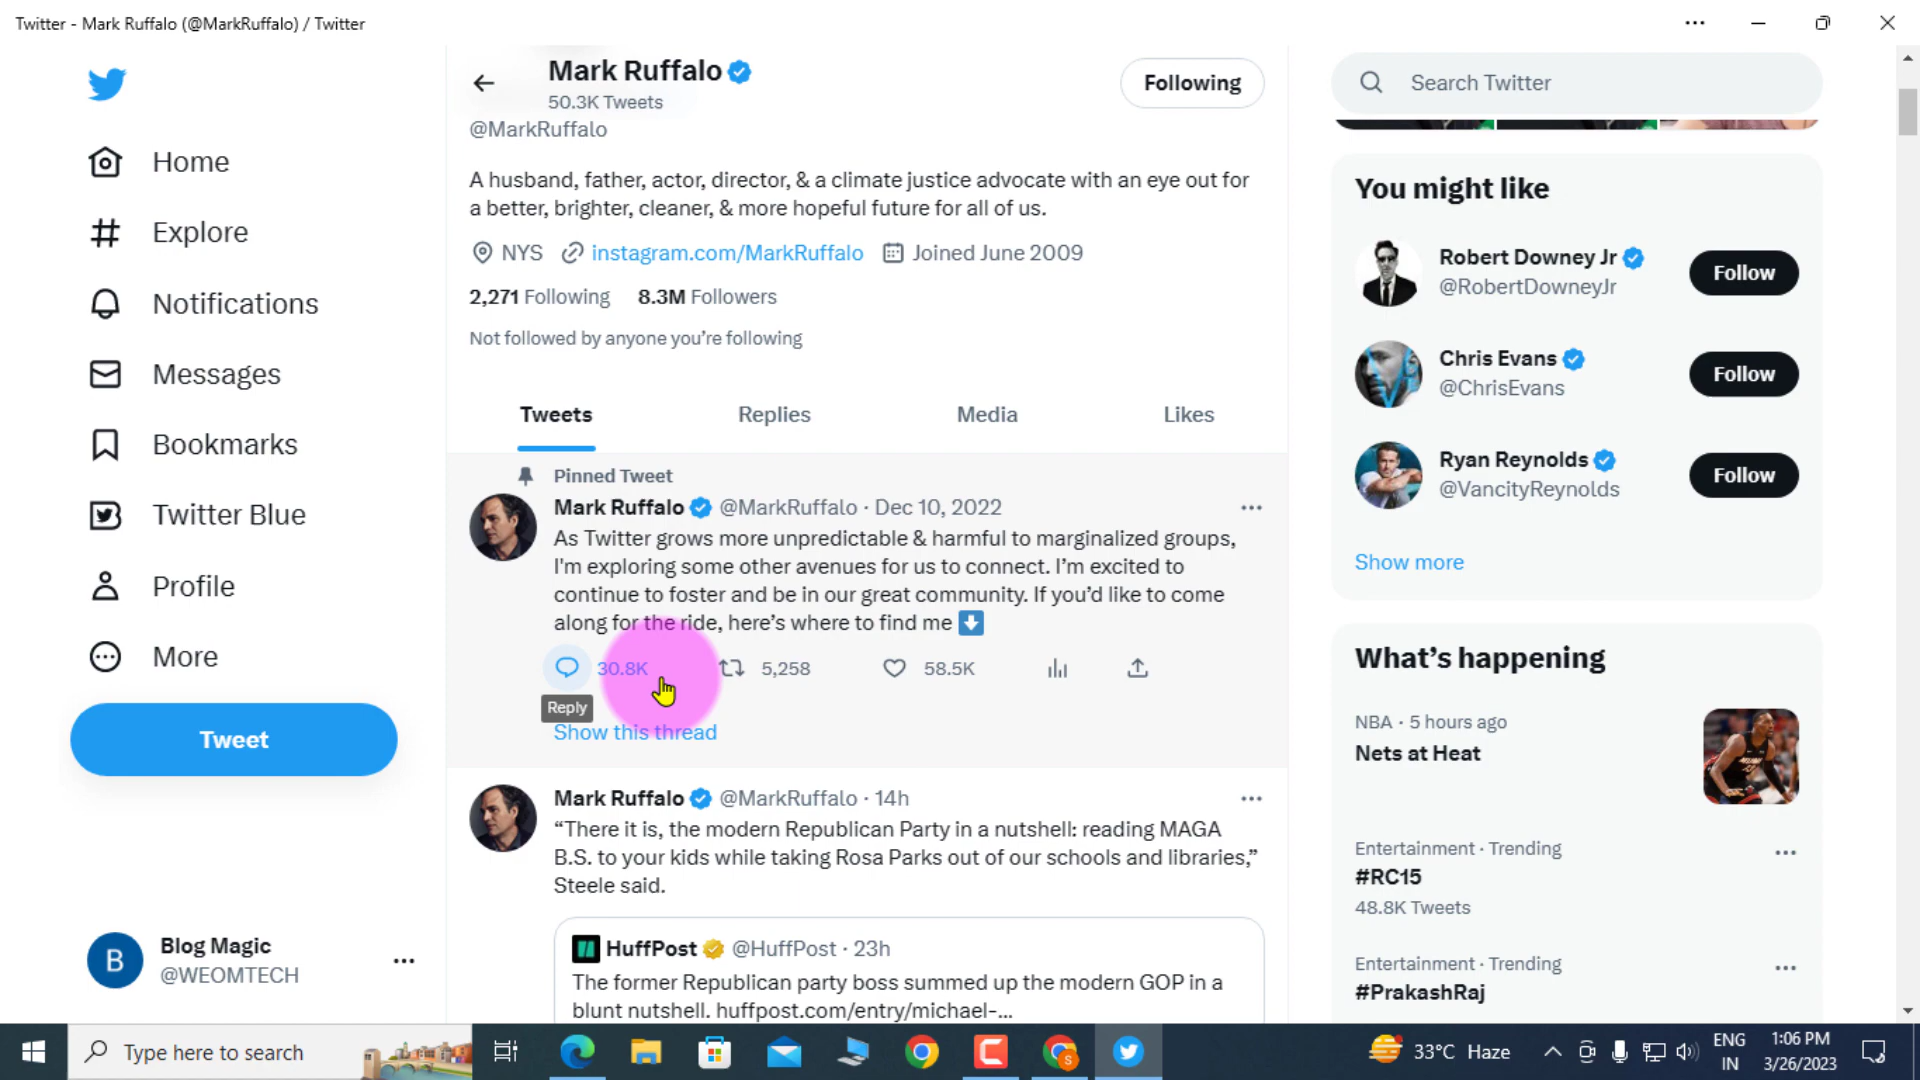 Twitter - Mark Ruffalo (@MarkRuffalo) / Twitter
Home
Explore
Notifications
Messages
Bookmarks
Twitter Blue
Profile
More
Tweet
B
Blog Magic
@WEOMTECH
Mark Ruffalo
50.3K Tweets
Following
@MarkRuffalo
A husband, father, actor, director, & a climate justice advocate with an eye out for
a better, brighter, cleaner, & more hopeful future for all of us.
NYS instagram.com/MarkRuffalo Joined June 2009
2,271 Following 8.3M Followers
Not followed by anyone you’re following
Tweets Replies Media Likes
Pinned Tweet
Mark Ruffalo @MarkRuffalo · Dec 10, 2022
As Twitter grows more unpredictable & harmful to marginalized groups,
I'm exploring some other avenues for us to connect. I’m excited to
continue to foster and be in our great community. If you’d like to come
along for the ride, here’s where to find me ⬇️
30.8K 5,258 58.5K
Reply
Show this thread
Mark Ruffalo @MarkRuffalo · 14h
“There it is, the modern Republican Party in a nutshell: reading MAGA
B.S. to your kids while taking Rosa Parks out of our schools and libraries,”
Steele said.
HuffPost @HuffPost · 23h
The former Republican party boss summed up the modern GOP in a
blunt nutshell. huffpost.com/entry/michael-...
Search Twitter
You might like
Robert Downey Jr
@RobertDowneyJr
Follow
Chris Evans
@ChrisEvans
Follow
Ryan Reynolds
@VancityReynolds
Follow
Show more
What’s happening
NBA · 5 hours ago
Nets at Heat
Entertainment · Trending
#RC15
48.8K Tweets
Entertainment · Trending
#PrakashRaj
Type here to search
33°C Haze
ENG
IN
1:06 PM
3/26/2023